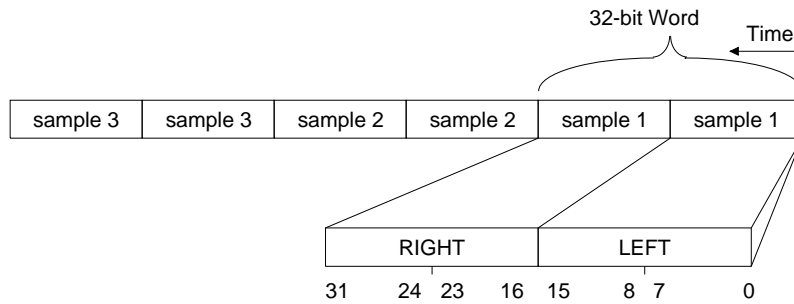 32-bit Word
Time
sample 3 sample 3 sample 2 sample 2 sample 1 sample 1
RIGHT LEFT
31 24 23 16 15 8 7 0